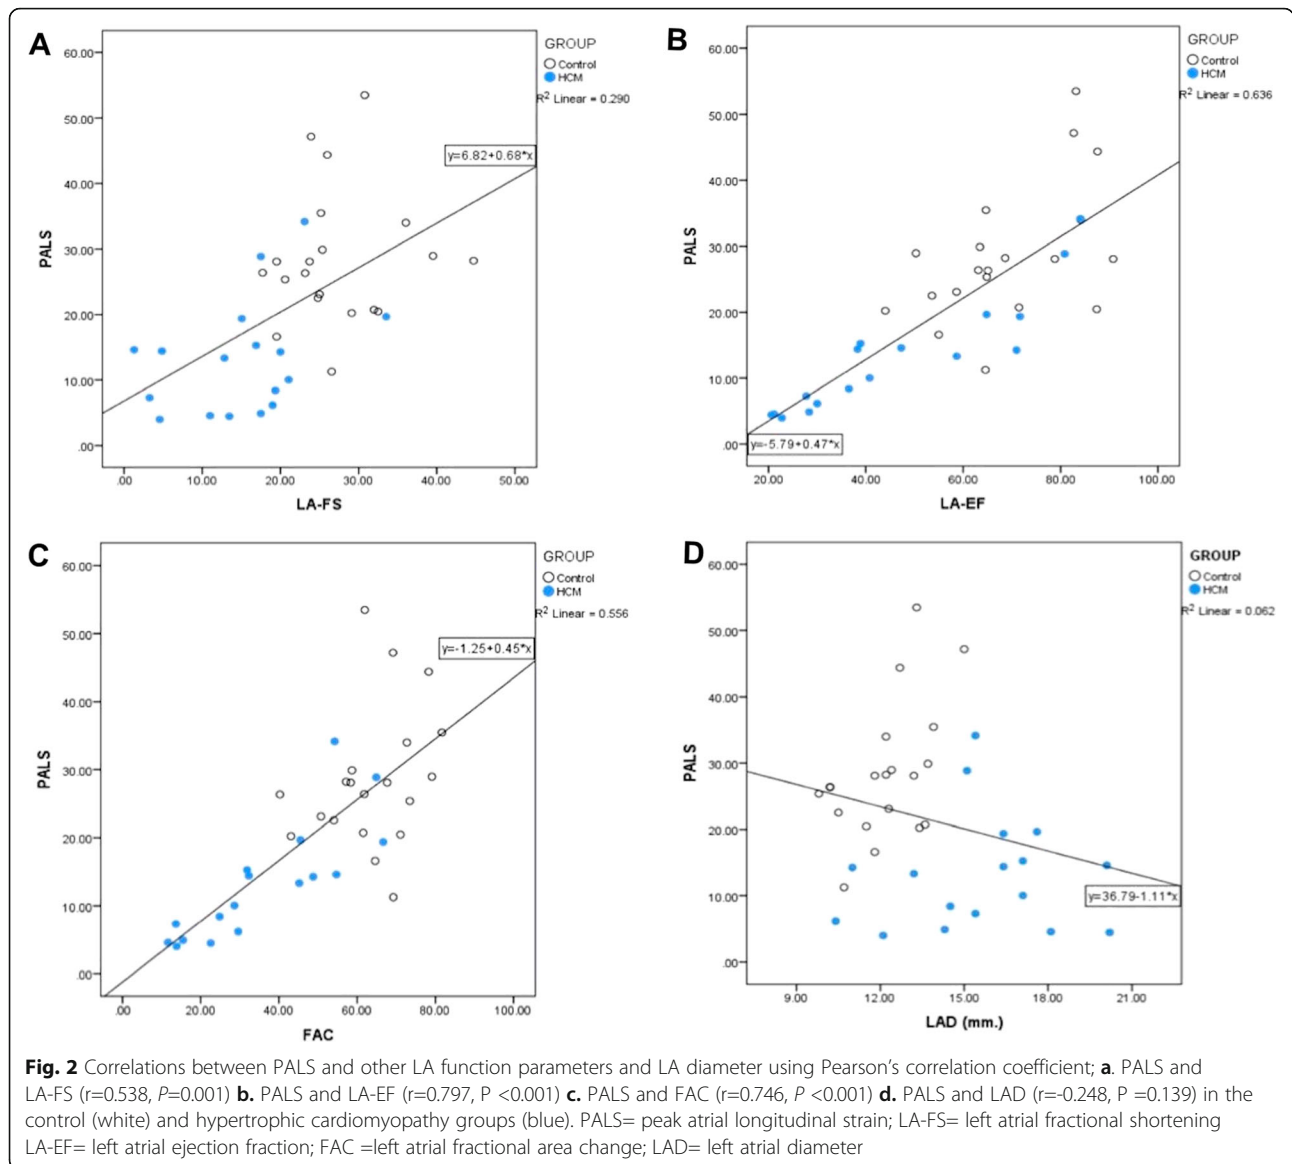 A
GROUP
Control
HCM
R2 Linear = 0.290
y=6.82+0.68*x
60.00
50.00
40.00
30.00
20.00
10.00
.00
PALS
.00 10.00 20.00 30.00 40.00 50.00
LA-FS
B
GROUP
Control
HCM
R2 Linear = 0.636
60.00
50.00
40.00
30.00
20.00
10.00
.00
PALS
y=-5.79+0.47*x
20.00 40.00 60.00 80.00 100.00
LA-EF
C
GROUP
Control
HCM
R2 Linear = 0.556
y=-1.25+0.45*x
60.00
50.00
40.00
30.00
20.00
10.00
.00
PALS
.00 20.00 40.00 60.00 80.00 100.00
FAC
D
GROUP
Control
HCM
R2 Linear = 0.062
60.00
50.00
40.00
30.00
20.00
10.00
.00
PALS
y=36.79-1.11*x
9.00 12.00 15.00 18.00 21.00
LAD (mm.)
Fig. 2 Correlations between PALS and other LA function parameters and LA diameter using Pearson's correlation coefficient; a. PALS and
LA-FS (r=0.538, P=0.001) b. PALS and LA-EF (r=0.797, P <0.001) c. PALS and FAC (r=0.746, P <0.001) d. PALS and LAD (r=-0.248, P =0.139) in the
control (white) and hypertrophic cardiomyopathy groups (blue). PALS= peak atrial longitudinal strain; LA-FS= left atrial fractional shortening
LA-EF= left atrial ejection fraction; FAC =left atrial fractional area change; LAD= left atrial diameter